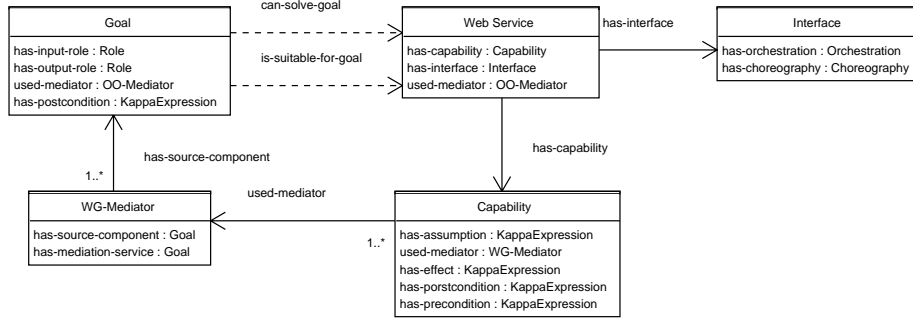 can-solve-goal
Goal
has-input-role : Role
has-output-role : Role
used-mediator : OO-Mediator
has-postcondition : KappaExpression
is-suitable-for-goal
Web Service
has-capability : Capability
has-interface : Interface
used-mediator : OO-Mediator
has-interface
Interface
has-orchestration : Orchestration
has-choreography : Choreography
has-source-component
1..*
has-capability
WG-Mediator
has-source-component : Goal
has-mediation-service : Goal
used-mediator
1..*
Capability
has-assumption : KappaExpression
used-mediator : WG-Mediator
has-effect : KappaExpression
has-postcondition : KappaExpression
has-precondition : KappaExpression